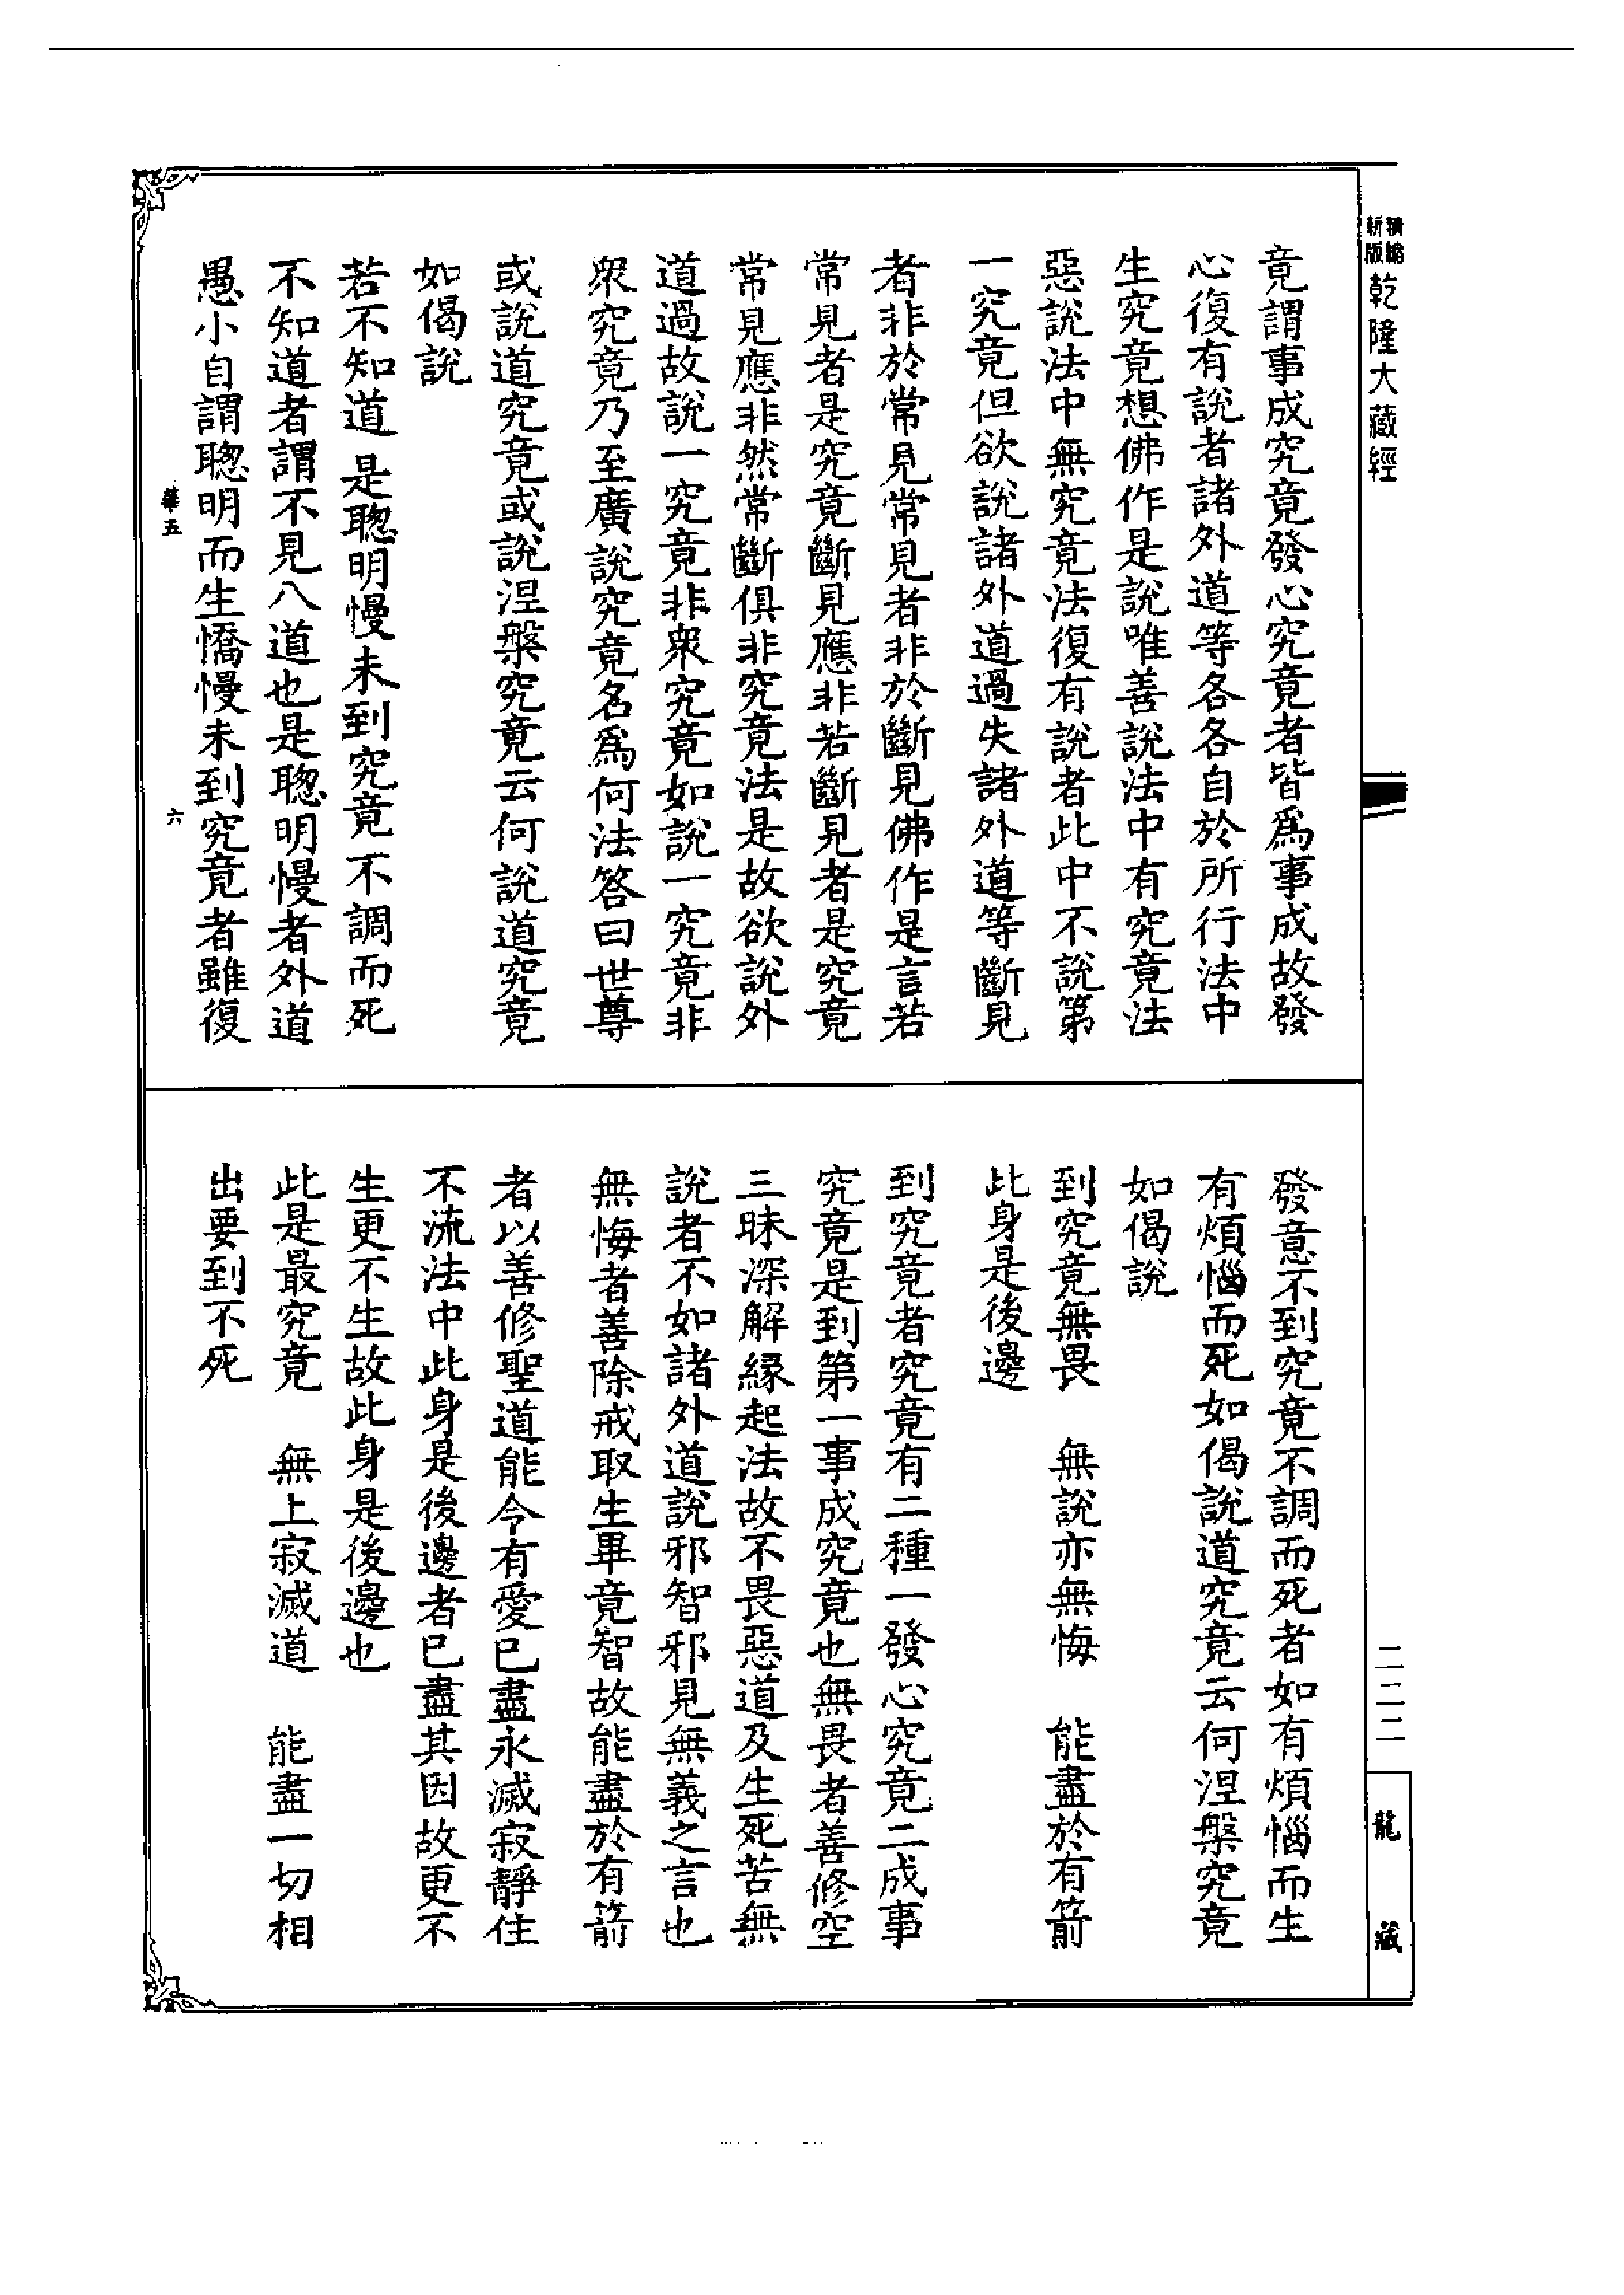 精縮新版乾隆大藏經
竟謂事成究竟發心究竟者皆爲事成故發
心復有說者諸外道等各各自於所行法中
生究竟想佛作是說唯善說法中有究竟法
惡說法中無究竟法復有說者此中不說第
一究竟但欲說諸外道過失諸外道等斷見
者非於常見常見者非於斷見佛作是言若
常見者是究竟斷見應非若斷見者是究竟
常見應非然常斷俱非究竟法是故欲說外
道過故說一究竟非衆究竟如說一究竟非
衆究竟乃至廣說究竟名爲何法答曰世尊
或說道究竟或說涅槃究竟云何說道究竟
如偈說
若不知道 是聰明慢未到究竟 不調而死
不知道者謂不見八道也是聰明慢者外道
愚小自謂聰明而生憍慢未到究竟者雖復
華五 六
發意不到究竟不調而死者如有煩惱而生
有煩惱而死如偈說道究竟云何涅槃究竟
如偈說
到究竟無畏 無說亦無悔 能盡於有箭
此身是後邊
到究竟者究竟有二種一發心究竟二成事
究竟是到第一事成究竟也無畏者善修空
三昧深解緣起法故不畏惡道及生死苦無
說者不如諸外道說邪智邪見無義之言也
無悔者善除戒取生畢竟智故能盡於有箭
者以善修聖道能令有愛已盡永滅寂靜住
不流法中此身是後邊者已盡其因故更不
生更不生故此身是後邊也
此是最究竟 無上寂滅道 能盡一切相
出要到不死
二二二
龍藏